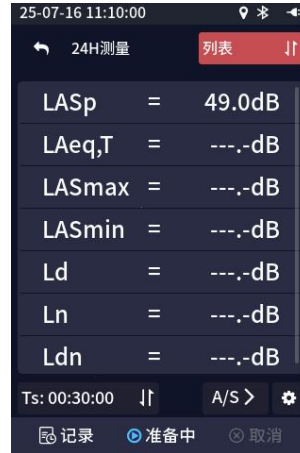 25-07-16 11:10:00
24H测量 列表
LASp = 49.0dB
LAeq,T = ---.-dB
LASmax = ---.-dB
LASmin = ---.-dB
Ld = ---.-dB
Ln = ---.-dB
Ldn = ---.-dB
Ts: 00:30:00 A/S >
记录 准备中 取消